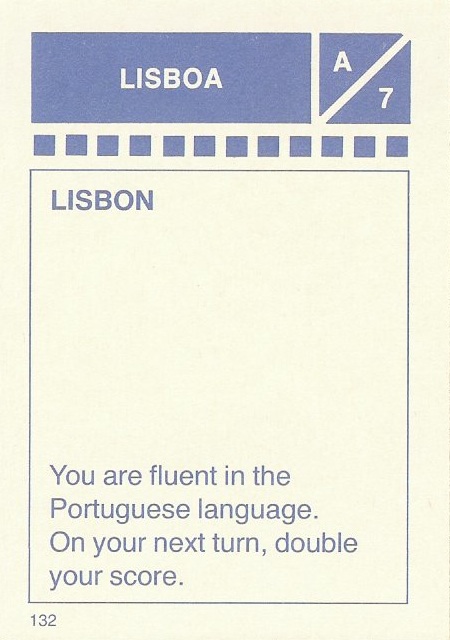 LISBOA
A
7
LISBON
You are fluent in the
Portuguese language.
On your next turn, double
your score.
132